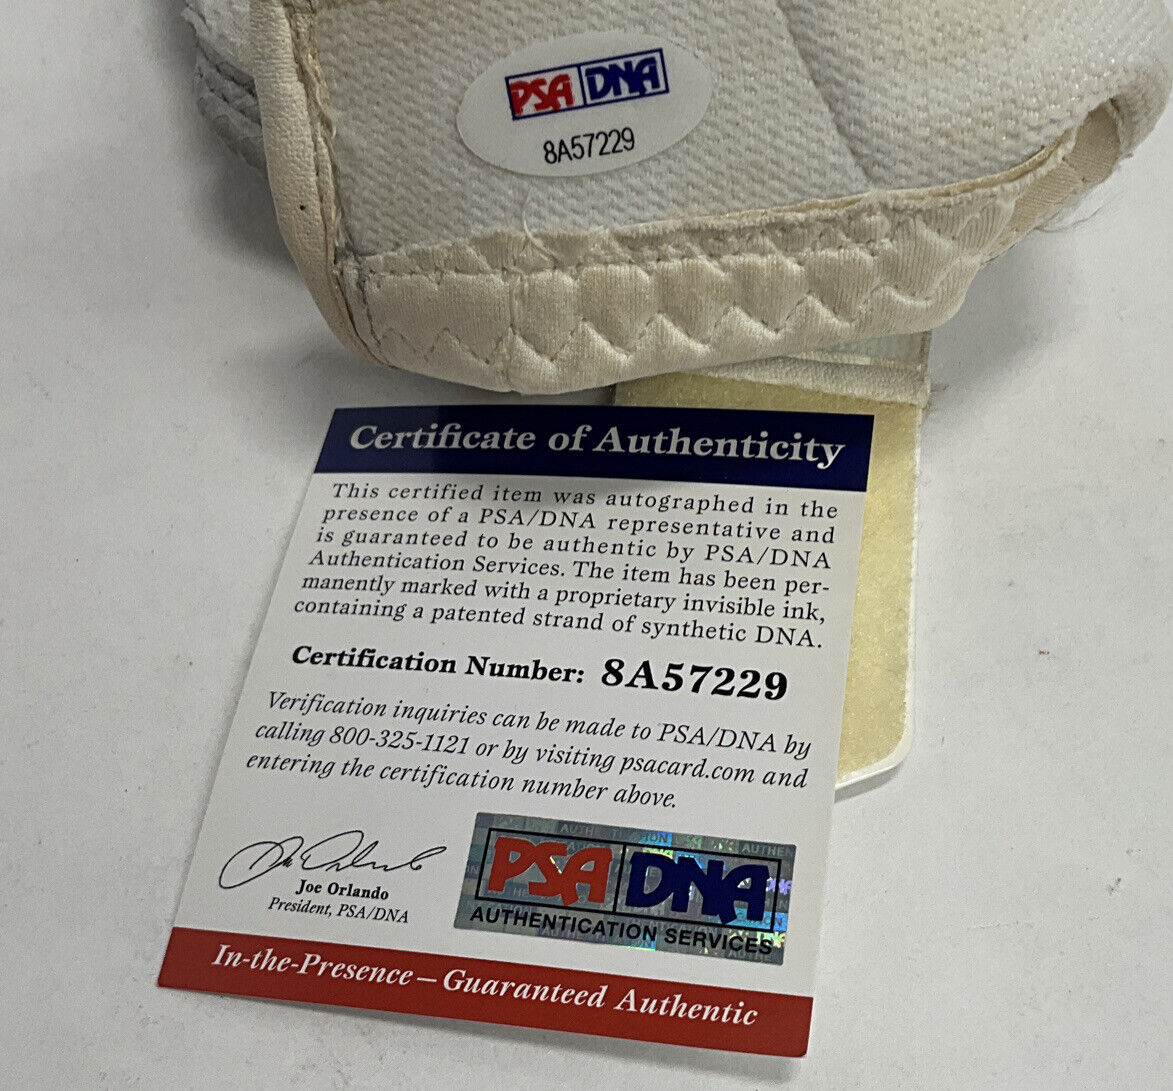 PSA DNA
8A57229
Certificate of Authenticity
This certified item was autographed in the
presence of a PSA/DNA representative and
is guaranteed to be authentic by PSA/DNA
Authentication Services. The item has been per-
manently marked with a proprietary invisible ink,
containing a patented strand of synthetic DNA.
Certification Number: 8A57229
Verification inquiries can be made to PSA/DNA by
calling 800-325-1121 or by visiting psacard.com and
entering the certification number above.
Joe Orlando
President, PSA/DNA
PSA DNA
AUTHENTICATION SERVICES
In-the-Presence — Guaranteed Authentic